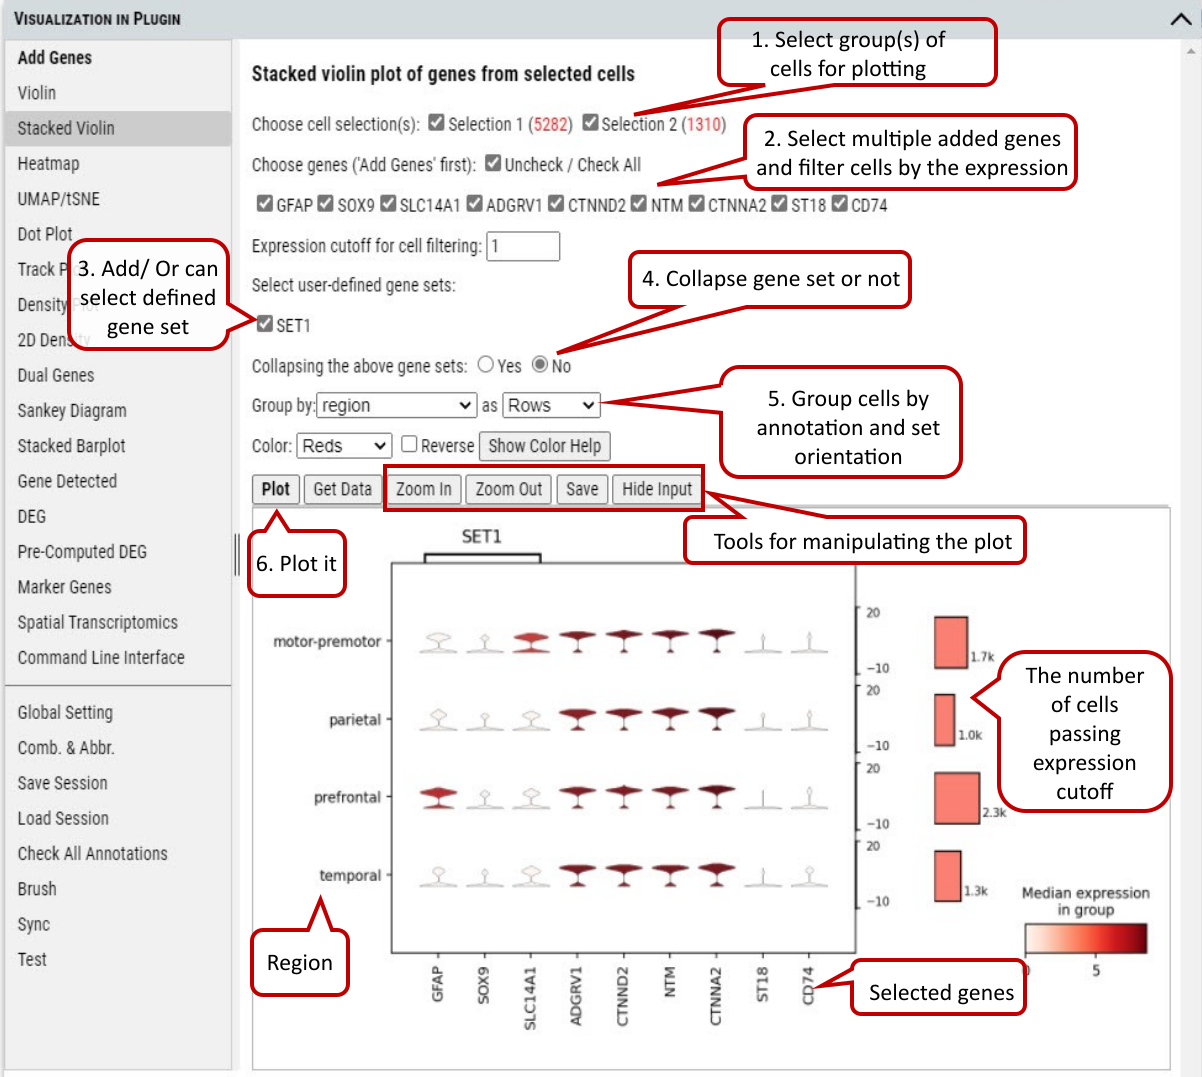 VISUALIZATION IN PLUGIN
Add Genes
Violin
Stacked Violin
Heatmap
UMAP/tSNE
Dot Plot
Track P
Density
2D Dens
Dual Genes
Sankey Diagram
Stacked Barplot
Gene Detected
DEG
Pre-Computed DEG
Marker Genes
Spatial Transcriptomics
Command Line Interface
Global Setting
Comb. & Abbr.
Save Session
Load Session
Check All Annotations
Brush
Sync
Test
Stacked violin plot of genes from selected cells
1. Select group(s) of
cells for plotting
Choose cell selection(s): Selection 1 (5282) Selection 2 (1310)
2. Select multiple added genes
and filter cells by the expression
Choose genes ('Add Genes' first): Uncheck / Check All
GFAP SOX9 SLC14A1 ADGRV1 CTNND2 NTM CTNNA2 ST18 CD74
Expression cutoff for cell filtering: 1
3. Add/ Or can
select defined
gene set
Select user-defined gene sets:
SET1
4. Collapse gene set or not
Collapsing the above gene sets: Yes No
Group by: region as Rows
5. Group cells by
annotation and set
orientation
Color: Reds Reverse Show Color Help
Plot Get Data Zoom In Zoom Out Save Hide Input
6. Plot it
Tools for manipulating the plot
SET1
motor-premotor
parietal
prefrontal
temporal
20
−10
20
−10
20
−10
20
−10
1.7k
1.0k
2.3k
1.3k
The number
of cells
passing
expression
cutoff
Median expression
in group
5
Region
GFAP
SOX9
SLC14A1
ADGRV1
CTNND2
NTM
CTNNA2
ST18
CD74
Selected genes